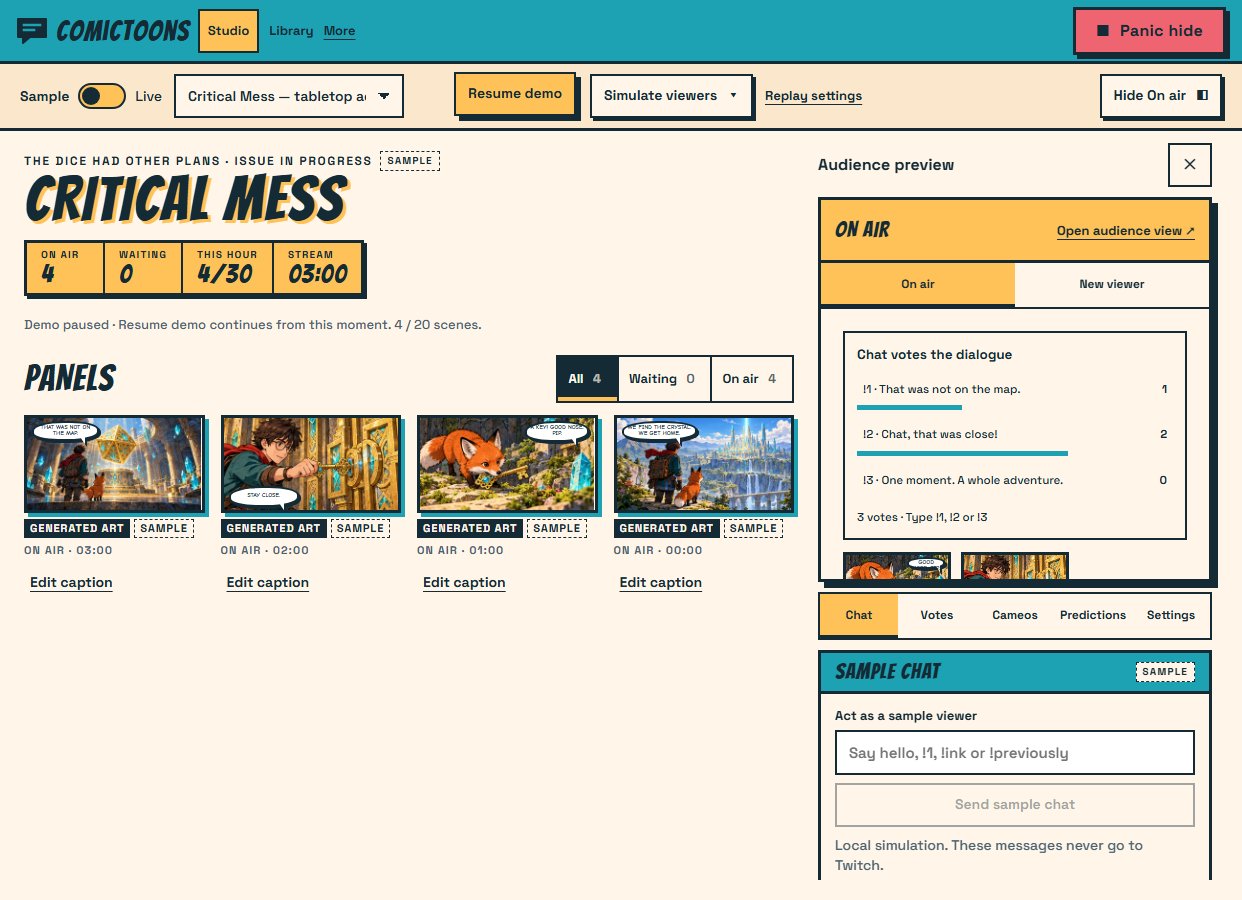 COMICTOONS
Studio
Library
More
Panic hide
Sample
Live
Critical Mess — tabletop a
Resume demo
Simulate viewers
Replay settings
Hide On air
THE DICE HAD OTHER PLANS · ISSUE IN PROGRESS
SAMPLE
CRITICAL MESS
ON AIR
4
WAITING
0
THIS HOUR
4/30
STREAM
03:00
Demo paused · Resume demo continues from this moment. 4 / 20 scenes.
PANELS
All 4
Waiting 0
On air 4
THAT WAS NOT ON
THE MAP.
GENERATED ART
SAMPLE
ON AIR · 03:00
Edit caption
STAY CLOSE.
GENERATED ART
SAMPLE
ON AIR · 02:00
Edit caption
A KEY! GOOD NOSE,
PIP.
GENERATED ART
SAMPLE
ON AIR · 01:00
Edit caption
WE FIND THE CRYSTAL,
WE GET HOME.
GENERATED ART
SAMPLE
ON AIR · 00:00
Edit caption
Audience preview
ON AIR
Open audience view ↗
On air
New viewer
Chat votes the dialogue
!1 · That was not on the map.
1
!2 · Chat, that was close!
2
!3 · One moment. A whole adventure.
0
3 votes · Type !1, !2 or !3
GOOD
Chat
Votes
Cameos
Predictions
Settings
SAMPLE CHAT
SAMPLE
Act as a sample viewer
Say hello, !1, !link or !previously
Send sample chat
Local simulation. These messages never go to
Twitch.